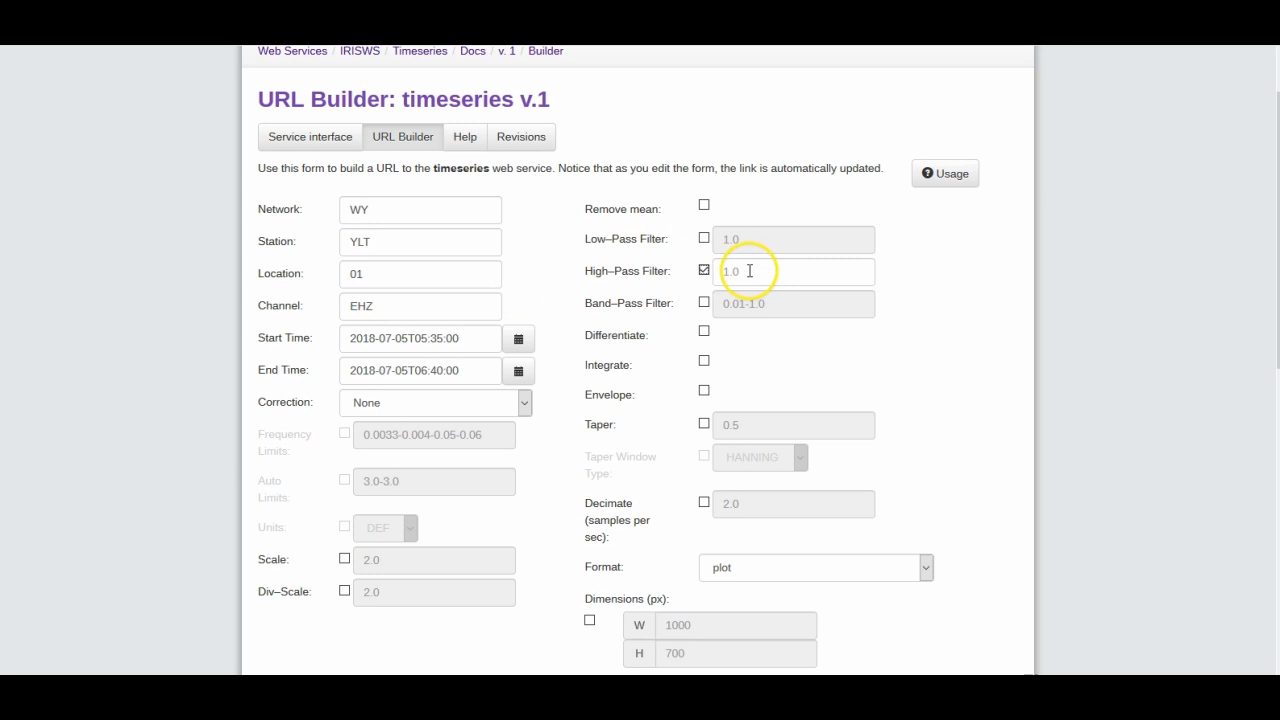 Web Services / IRISWS / Timeseries / Docs / v. 1 / Builder
URL Builder: timeseries v.1
Service interface
URL Builder
Help
Revisions
Use this form to build a URL to the timeseries web service. Notice that as you edit the form, the link is automatically updated.
Usage
Network: WY
Station: YLT
Location: 01
Channel: EHZ
Start Time: 2018-07-05T05:35:00
End Time: 2018-07-05T06:40:00
Correction: None
Frequency
Limits:
0.0033-0.004-0.05-0.06
Auto
Limits:
3.0-3.0
Units: DEF
Scale: 2.0
Div–Scale: 2.0
Remove mean:
Low–Pass Filter: 1.0
High–Pass Filter: 1.0
Band–Pass Filter: 0.01-1.0
Differentiate:
Integrate:
Envelope:
Taper: 0.5
Taper Window
Type:
HANNING
Decimate
(samples per
sec):
2.0
Format: plot
Dimensions (px):
W 1000
H 700